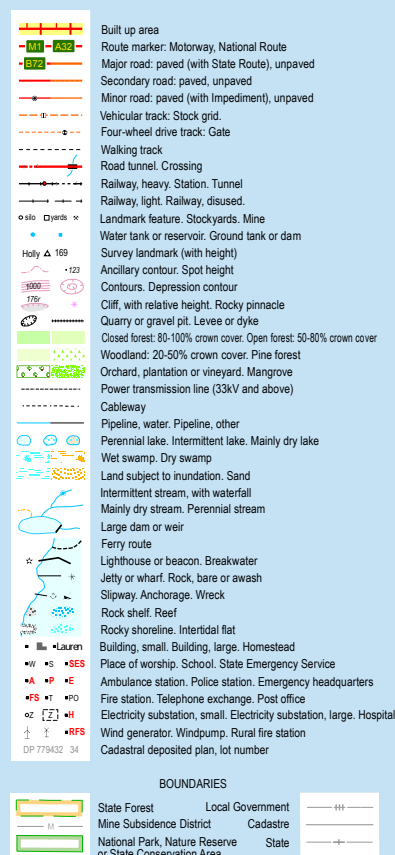 Built up area
M1 A32 Route marker: Motorway, National Route
B72 Major road: paved (with State Route), unpaved
Secondary road: paved, unpaved
Minor road: paved (with Impediment), unpaved
Vehicular track: Stock grid.
Four-wheel drive track: Gate
Walking track
Road tunnel. Crossing
Railway, heavy. Station. Tunnel
Railway, light. Railway, disused.
silo yards Landmark feature. Stockyards. Mine
Water tank or reservoir. Ground tank or dam
Holly 169 Survey landmark (with height)
123 Ancillary contour. Spot height
1000 Contours. Depression contour
176r Cliff, with relative height. Rocky pinnacle
Quarry or gravel pit. Levee or dyke
Closed forest: 80-100% crown cover. Open forest: 50-80% crown cover
Woodland: 20-50% crown cover. Pine forest
Orchard, plantation or vineyard. Mangrove
Power transmission line (33kV and above)
Cableway
Pipeline, water. Pipeline, other
Perennial lake. Intermittent lake. Mainly dry lake
Wet swamp. Dry swamp
Land subject to inundation. Sand
Intermittent stream, with waterfall
Mainly dry stream. Perennial stream
Large dam or weir
Ferry route
Lighthouse or beacon. Breakwater
Jetty or wharf. Rock, bare or awash
Slipway. Anchorage. Wreck
Rock shelf. Reef
Rocky shoreline. Intertidal flat
Lauren Building, small. Building, large. Homestead
W S SES Place of worship. School. State Emergency Service
A P E Ambulance station. Police station. Emergency headquarters
FS T PO Fire station. Telephone exchange. Post office
Z Z H Electricity substation, small. Electricity substation, large. Hospital
RFS Wind generator. Windpump. Rural fire station
DP 779432 34 Cadastral deposited plan, lot number
BOUNDARIES
State Forest Local Government
M Mine Subsidence District Cadastre
National Park, Nature Reserve State
or State Conservation Area